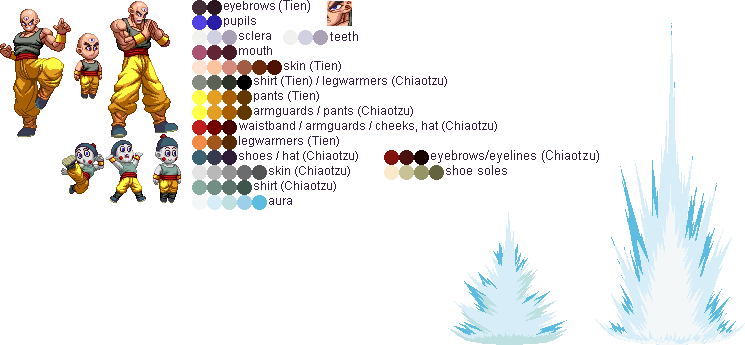 eyebrows (Tien)
pupils
sclera teeth
mouth
skin (Tien)
shirt (Tien) / legwarmers (Chiaotzu)
pants (Tien)
armguards / pants (Chiaotzu)
waistband / armguards / cheeks, hat (Chiaotzu)
legwarmers (Tien)
shoes / hat (Chiaotzu) eyebrows/eyelines (Chiaotzu)
skin (Chiaotzu) shoe soles
shirt (Chiaotzu)
aura